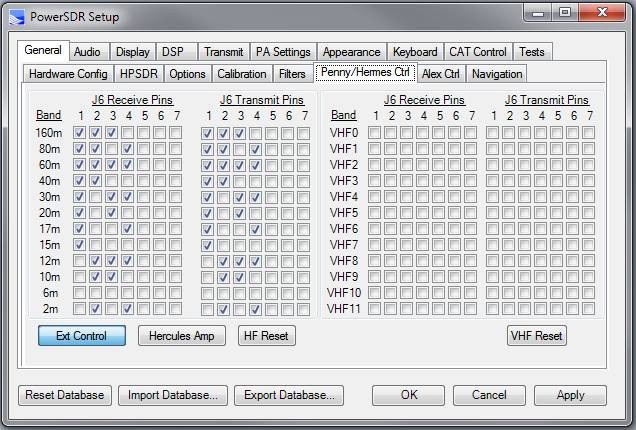 PowerSDR Setup
General Audio Display DSP Transmit PA Settings Appearance Keyboard CAT Control Tests
Hardware Config HPSDR Options Calibration Filters Penny/Hermes Ctrl Alex Ctrl Navigation
J6 Receive Pins J6 Transmit Pins J6 Receive Pins J6 Transmit Pins
Band 1 2 3 4 5 6 7 1 2 3 4 5 6 7 Band 1 2 3 4 5 6 7 1 2 3 4 5 6 7
160m VHF0
80m VHF1
60m VHF2
40m VHF3
30m VHF4
20m VHF5
17m VHF6
15m VHF7
12m VHF8
10m VHF9
6m VHF10
2m VHF11
Ext Control Hercules Amp HF Reset VHF Reset
Reset Database Import Database... Export Database... OK Cancel Apply